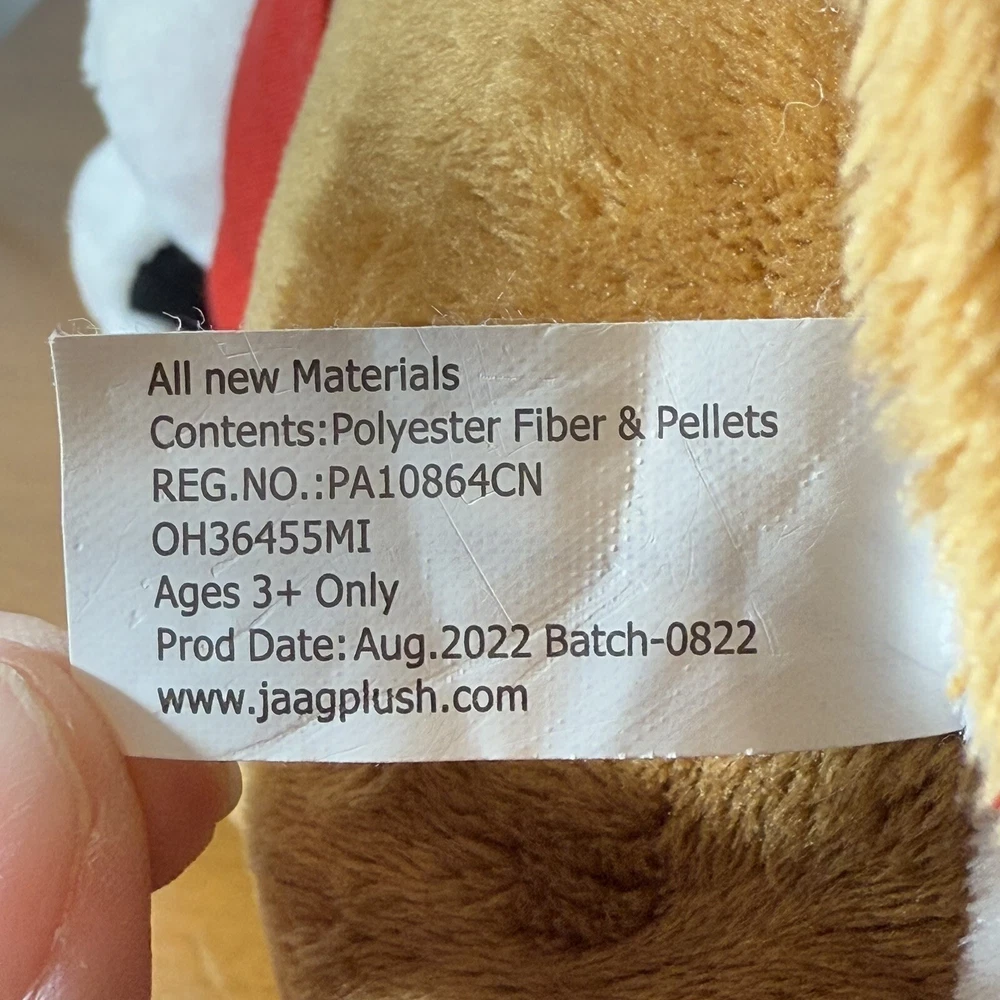 All new Materials
Contents:Polyester Fiber & Pellets
REG.NO.:PA10864CN
OH36455MI
Ages 3+ Only
Prod Date: Aug.2022 Batch-0822
www.jaagplush.com